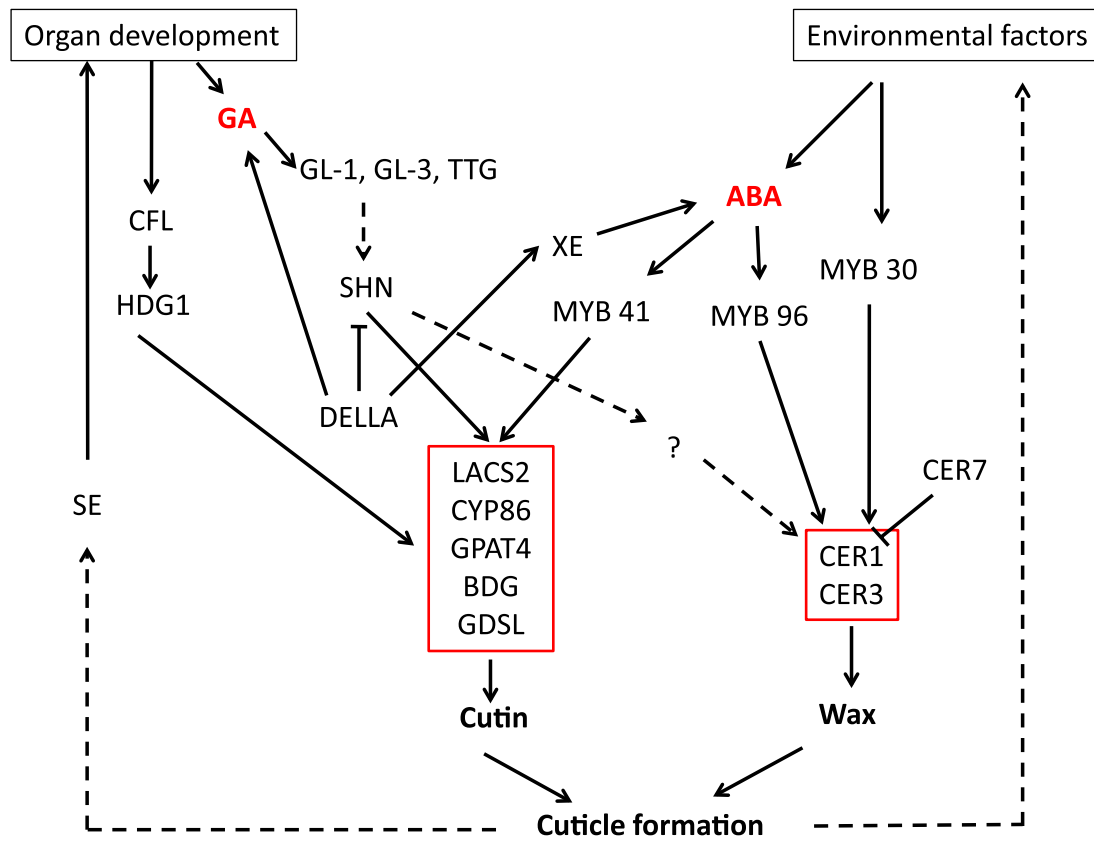 Organ development
Environmental factors
GA
GL-1, GL-3, TTG
ABA
CFL
XE
MYB 30
SHN
HDG1
MYB 41
MYB 96
DELLA
?
CER7
LACS2
CYP86
GPAT4
BDG
GDSL
SE
CER1
CER3
Cutin
Wax
Cuticle formation